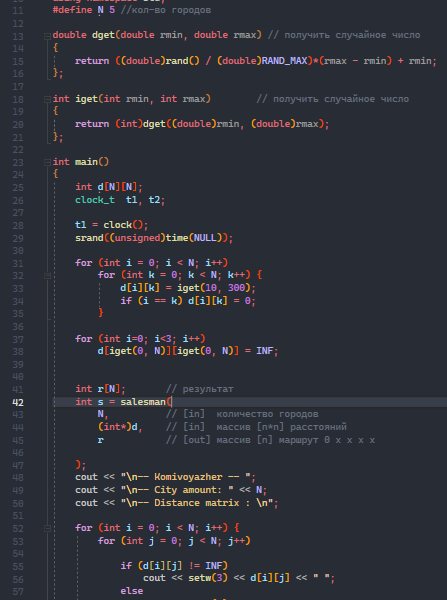 11 #define N 5 //кол-во городов
12
13 double dget(double rmin, double rmax) // получить случайное число
14 {
15 return ((double)rand() / (double)RAND_MAX)*(rmax - rmin) + rmin;
16 };
17
18 int iget(int rmin, int rmax) // получить случайное число
19 {
20 return (int)dget((double)rmin, (double)rmax);
21 };
22
23 int main()
24 {
25 int d[N][N];
26 clock_t t1, t2;
27
28 t1 = clock();
29 srand((unsigned)time(NULL));
30
31 for (int i = 0; i < N; i++)
32 for (int k = 0; k < N; k++) {
33 d[i][k] = iget(10, 300);
34 if (i == k) d[i][k] = 0;
35 }
36
37 for (int i=0; i<3; i++)
38 d[iget(0, N)][iget(0, N)] = INF;
39
40
41 int r[N]; // результат
42 int s = salesman(
43 N, // [in] количество городов
44 (int*)d, // [in] массив [n*n] расстояний
45 r // [out] массив [n] маршрут 0 x x x x
46
47 );
48 cout << "\n-- Komivoyazher -- ";
49 cout << "\n-- City amount: " << N;
50 cout << "\n-- Distance matrix : \n";
51
52 for (int i = 0; i < N; i++) {
53 for (int j = 0; j < N; j++)
54
55 if (d[i][j] != INF)
56 cout << setw(3) << d[i][j] << " ";
57 else